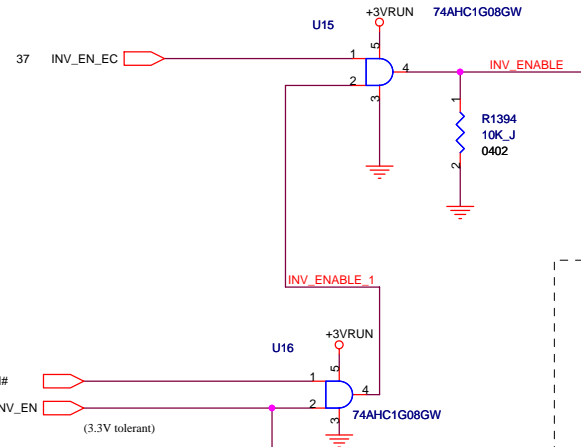 +3VRUN 74AHC1G08GW
U15
5
37 INV_EN_EC 1
4 INV_ENABLE
2
3
1
R1394
10K_J
0402
2
INV_ENABLE_1
+3VRUN
U16
5
1
4
NV_EN 2
74AHC1G08GW
3
(3.3V tolerant)